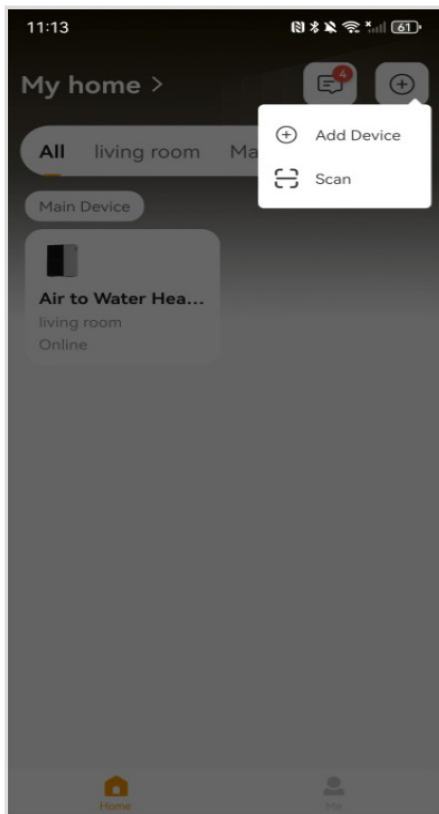 11:13
61
My home >
4
All living room Ma
Add Device
Scan
Main Device
Air to Water Hea...
living room
Online
Home
Me